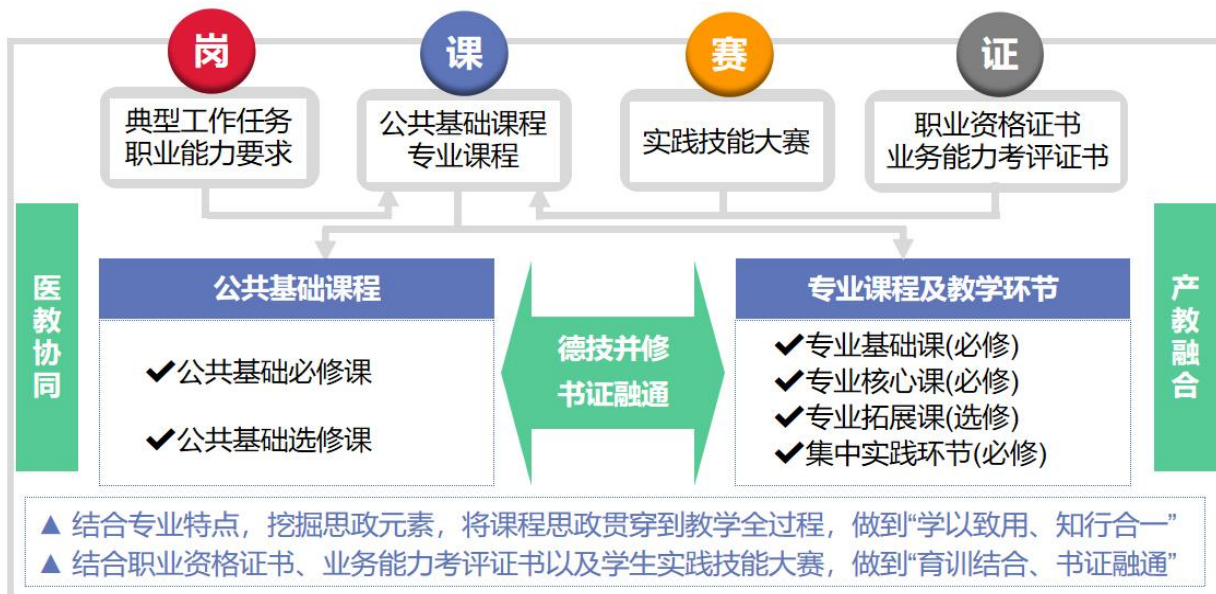 岗
课
赛
证
典型工作任务
职业能力要求
公共基础课程
专业课程
实践技能大赛
职业资格证书
业务能力考评证书
医教协同
公共基础课程
✔公共基础必修课
✔公共基础选修课
德技并修
书证融通
专业课程及教学环节
✔专业基础课(必修)
✔专业核心课(必修)
✔专业拓展课(选修)
✔集中实践环节(必修)
产教融合
▲ 结合专业特点，挖掘思政元素，将课程思政贯穿到教学全过程，做到“学以致用、知行合一”
▲ 结合职业资格证书、业务能力考评证书以及学生实践技能大赛，做到“育训结合、书证融通”